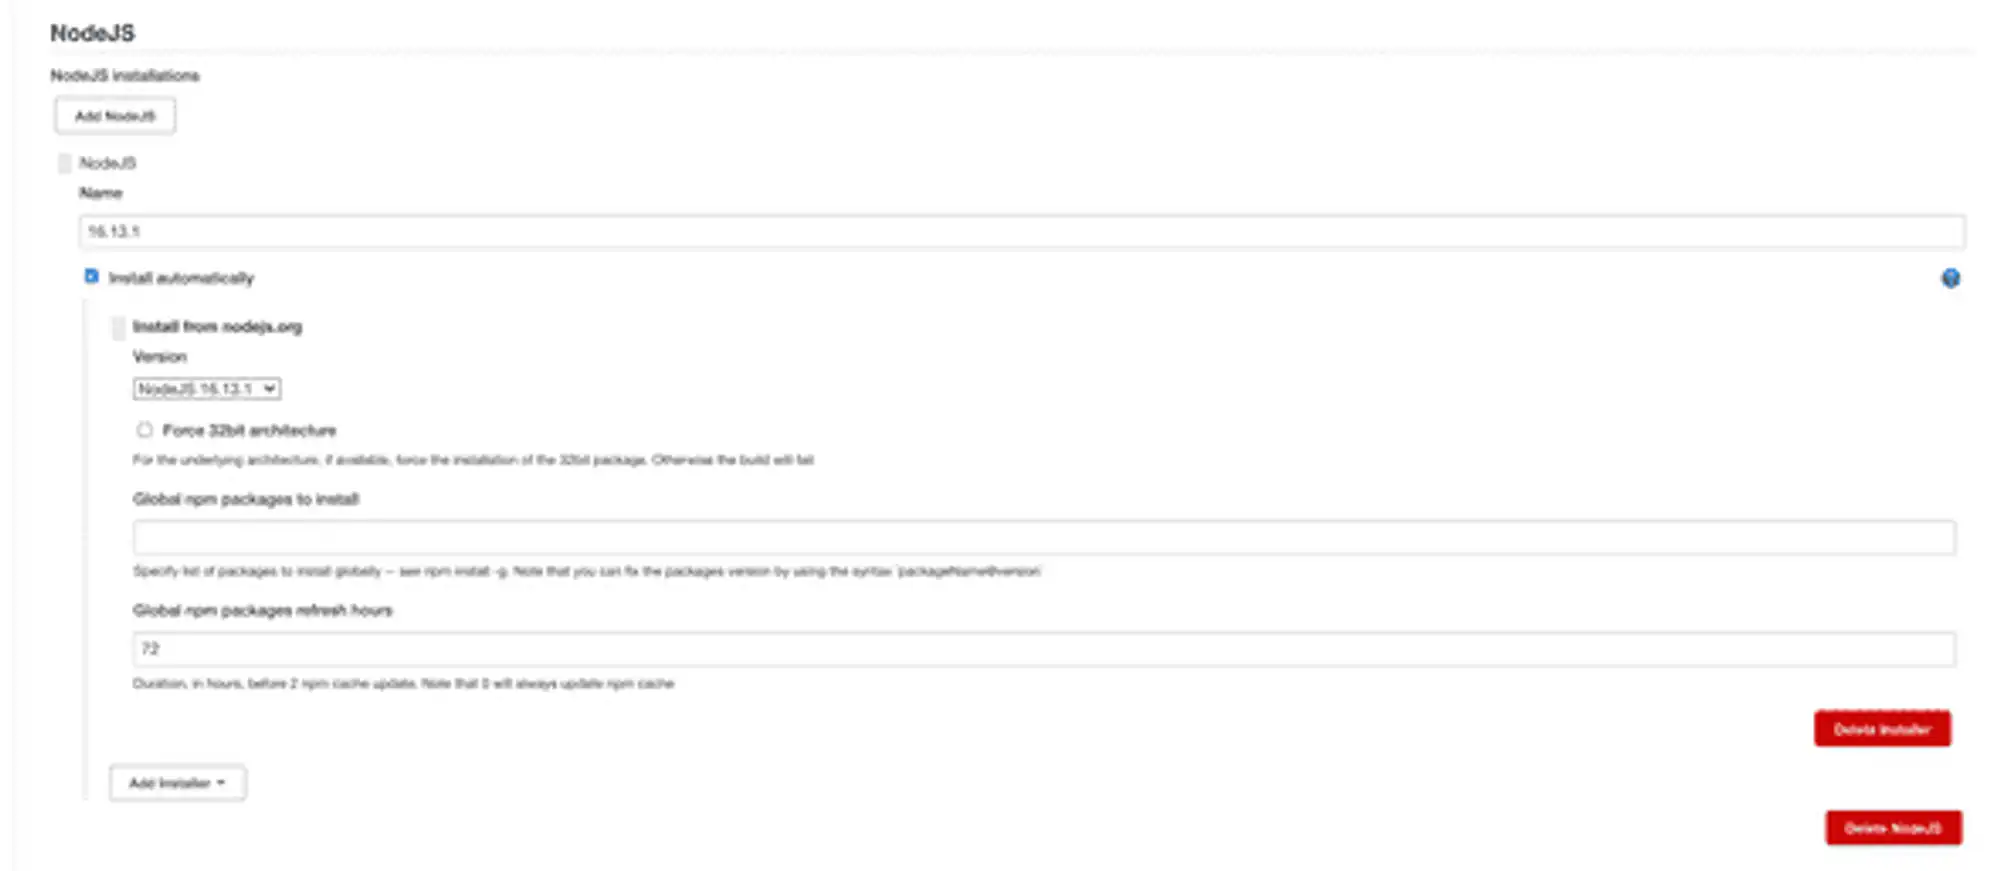 NodeJS
NodeJS installations
Add NodeJS
NodeJS
Name
16.13.1
Install automatically
Install from nodejs.org
Version
NodeJS 16.13.1
Force 32bit architecture
For the underlying architecture, if available, force the installation of the 32bit package. Otherwise the build will fail
Global npm packages to install
Specify list of packages to install globally -- see npm install -g. Note that you can fix the packages version by using the syntax `packageName@version`
Global npm packages refresh hours
72
Duration, in hours, before 2 npm cache update. Note that 0 will always update npm cache
Delete Installer
Add Installer
Delete NodeJS